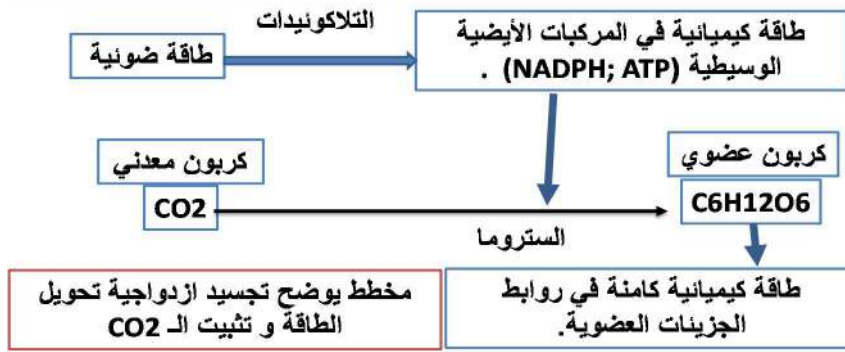 التلاكوئيدات
طاقة ضوئية
طاقة كيميائية في المركبات الأيضية
الوسيطية (NADPH; ATP) .
كربون معدني
CO2
كربون عضوي
C6H12O6
الستروما
مخطط يوضح تجسيد ازدواجية تحويل
الطاقة و تثبيت الـ CO2
طاقة كيميائية كامنة في روابط
الجزيئات العضوية.